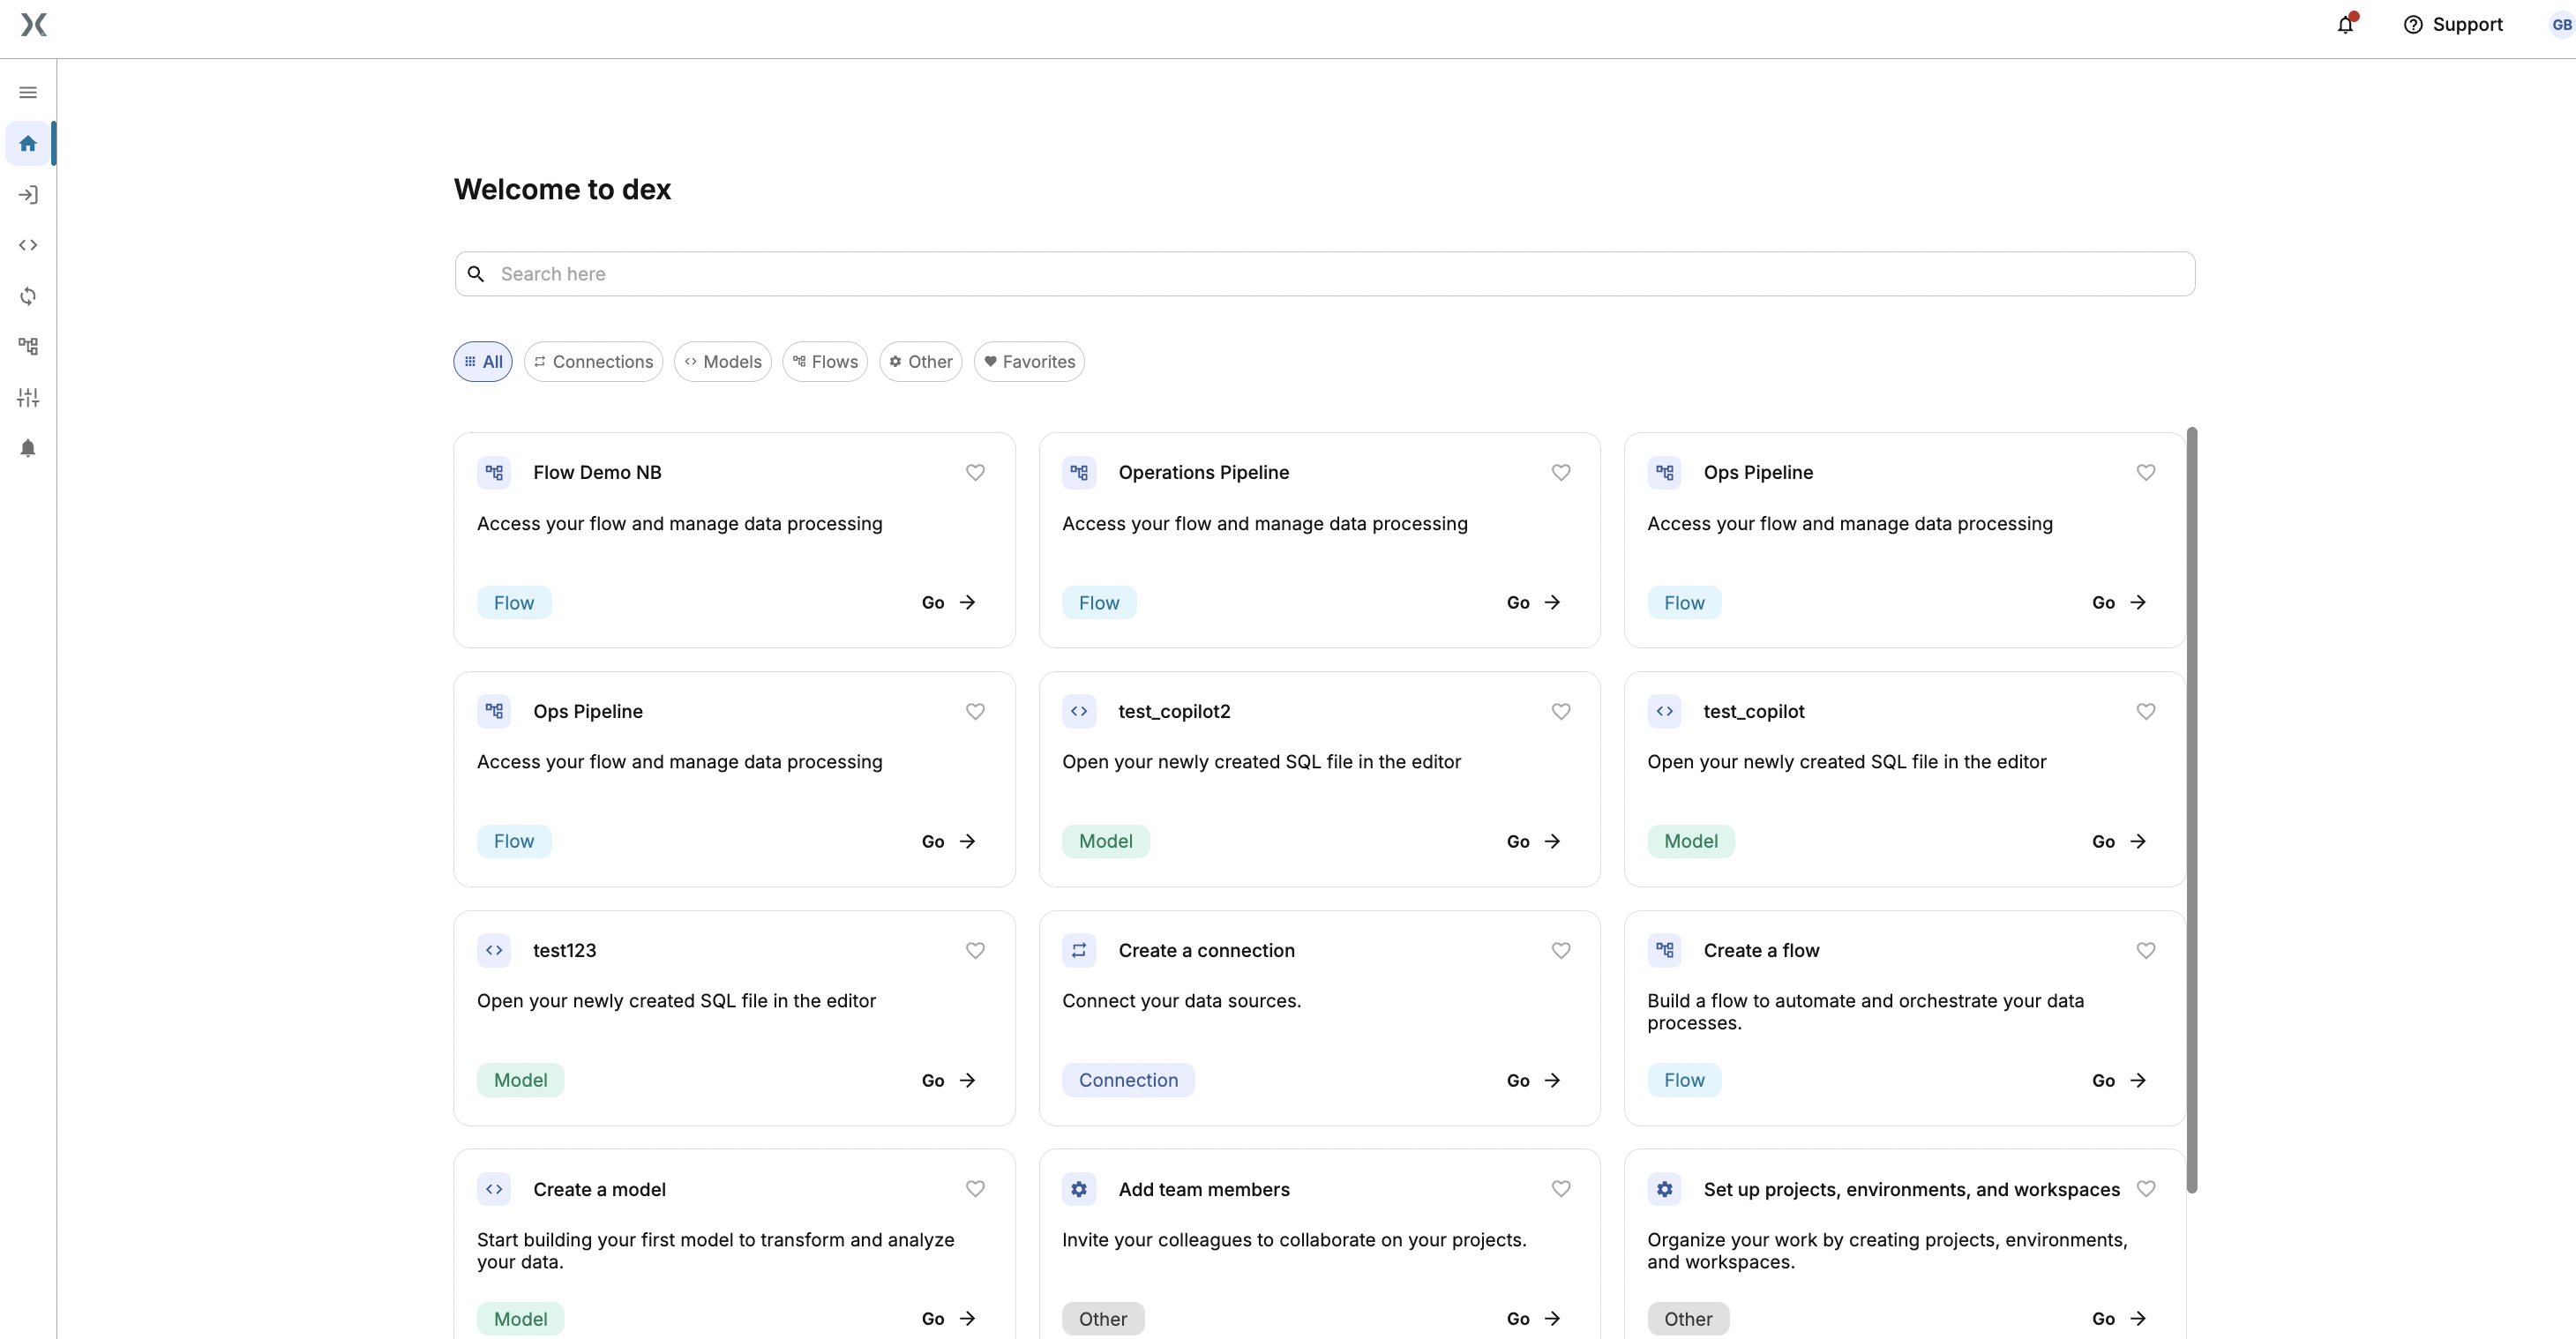 Support
GB
Welcome to dex
Search here
All
Connections
Models
Flows
Other
Favorites
Flow Demo NB
Access your flow and manage data processing
Flow
Go
Operations Pipeline
Access your flow and manage data processing
Flow
Go
Ops Pipeline
Access your flow and manage data processing
Flow
Go
Ops Pipeline
Access your flow and manage data processing
Flow
Go
test_copilot2
Open your newly created SQL file in the editor
Model
Go
test_copilot
Open your newly created SQL file in the editor
Model
Go
test123
Open your newly created SQL file in the editor
Model
Go
Create a connection
Connect your data sources.
Connection
Go
Create a flow
Build a flow to automate and orchestrate your data
processes.
Flow
Go
Create a model
Start building your first model to transform and analyze
your data.
Model
Go
Add team members
Invite your colleagues to collaborate on your projects.
Other
Go
Set up projects, environments, and workspaces
Organize your work by creating projects, environments,
and workspaces.
Other
Go